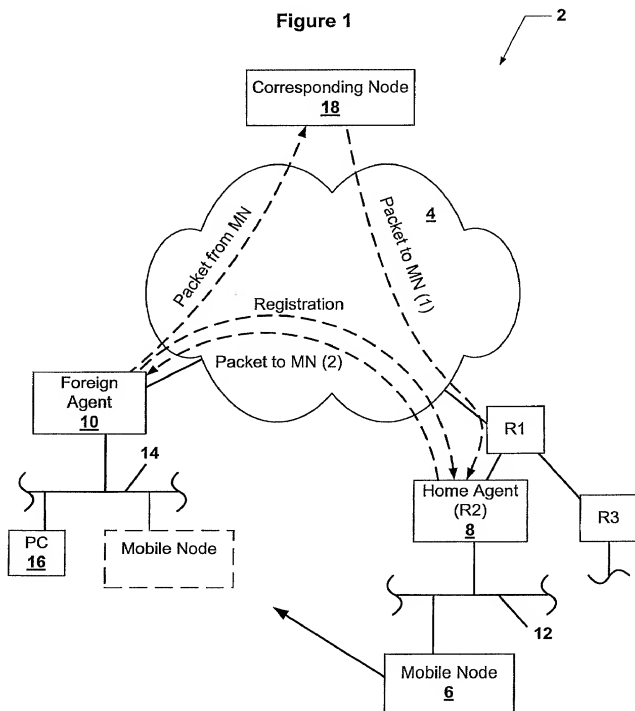 Figure 1
2
Corresponding Node
18
4
Packet from MN
Packet to MN (1)
Registration
Packet to MN (2)
Foreign
Agent
10
R1
14
Home Agent
(R2)
8
R3
PC
16
Mobile Node
12
Mobile Node
6